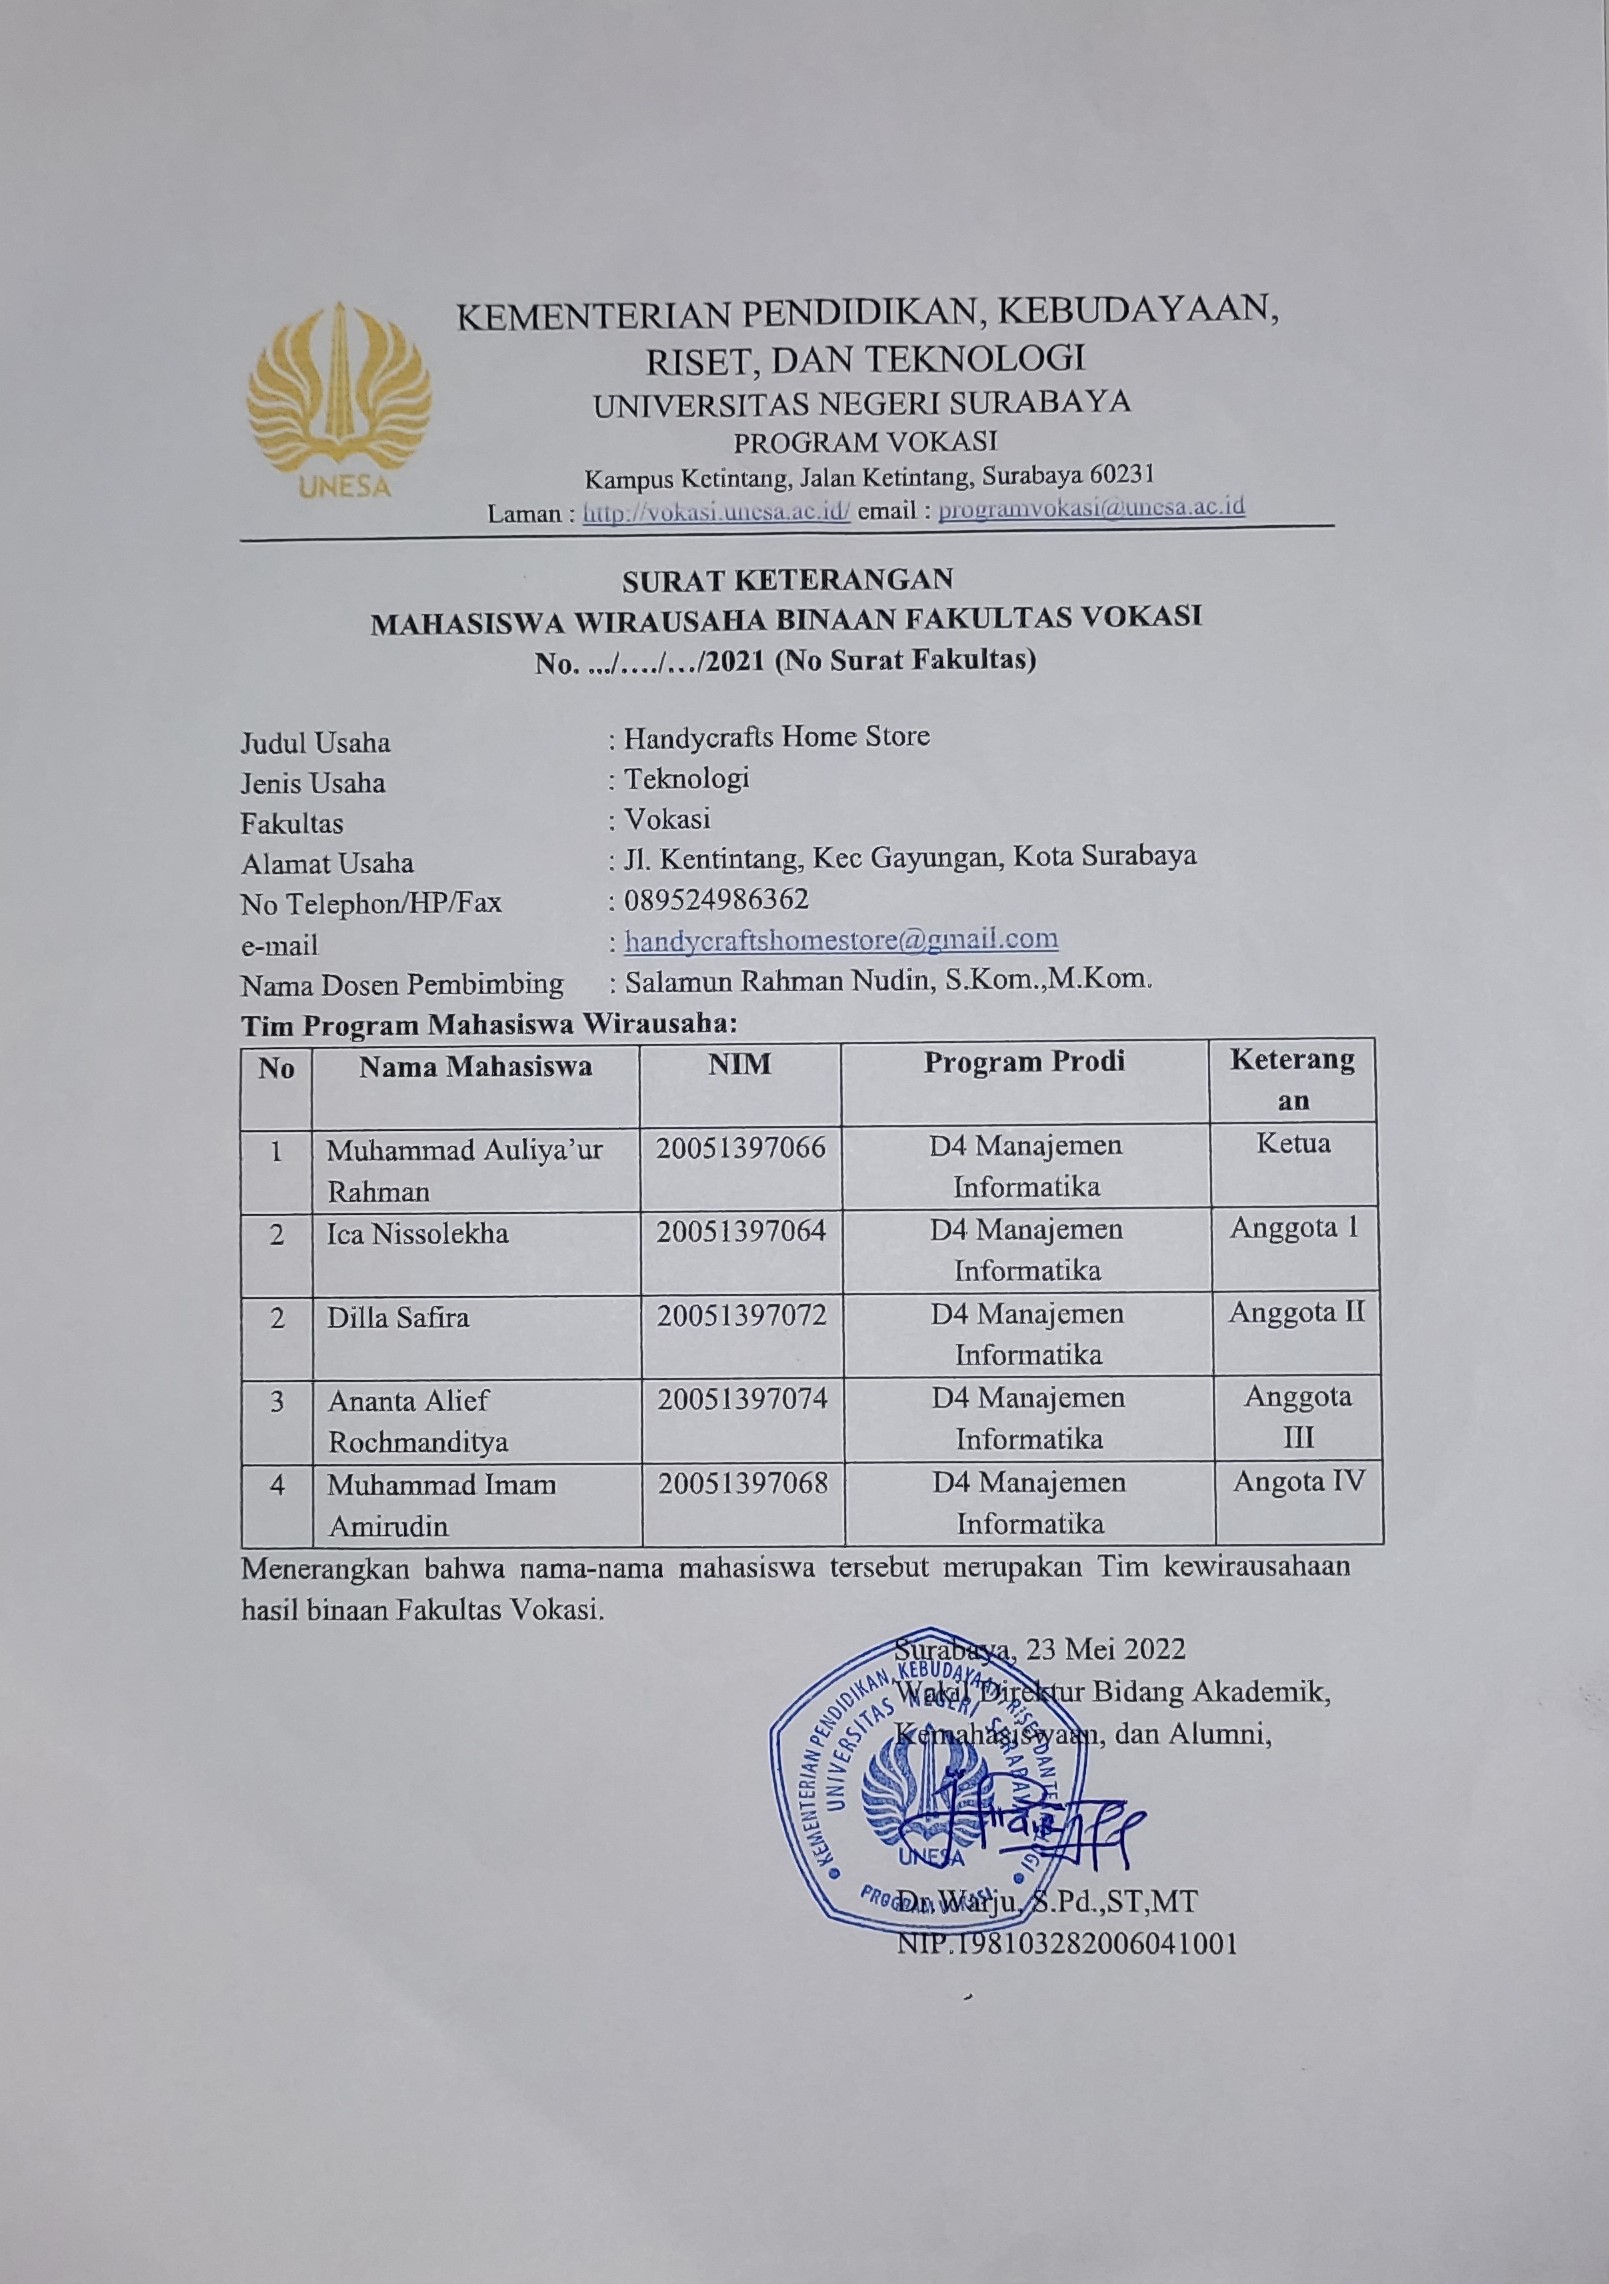 UNESA
KEMENTERIAN PENDIDIKAN, KEBUDAYAAN,
RISET, DAN TEKNOLOGI
UNIVERSITAS NEGERI SURABAYA
PROGRAM VOKASI
Kampus Ketintang, Jalan Ketintang, Surabaya 60231
Laman : http://vokasi.unesa.ac.id/ email : programvokasi@unesa.ac.id
SURAT KETERANGAN
MAHASISWA WIRAUSAHA BINAAN FAKULTAS VOKASI
No. .../..../.../2021 (No Surat Fakultas)
Judul Usaha : Handycrafts Home Store
Jenis Usaha : Teknologi
Fakultas : Vokasi
Alamat Usaha : Jl. Kentintang, Kec Gayungan, Kota Surabaya
No Telephon/HP/Fax : 089524986362
e-mail : handycraftshomestore@gmail.com
Nama Dosen Pembimbing : Salamun Rahman Nudin, S.Kom.,M.Kom.
Tim Program Mahasiswa Wirausaha:
No Nama Mahasiswa NIM Program Prodi Keterang
an
1 Muhammad Auliya’ur 20051397066 D4 Manajemen Ketua
Rahman Informatika
2 Ica Nissolekha 20051397064 D4 Manajemen Anggota 1
Informatika
2 Dilla Safira 20051397072 D4 Manajemen Anggota II
Informatika
3 Ananta Alief 20051397074 D4 Manajemen Anggota
Rochmanditya Informatika III
4 Muhammad Imam 20051397068 D4 Manajemen Angota IV
Amirudin Informatika
Menerangkan bahwa nama-nama mahasiswa tersebut merupakan Tim kewirausahaan
hasil binaan Fakultas Vokasi.
Surabaya, 23 Mei 2022
Wakil Direktur Bidang Akademik,
Kemahasiswaan, dan Alumni,
KEMENTERIAN PENDIDIKAN, KEBUDAYAAN, RISET, DAN TEKNOLOGI
UNIVERSITAS NEGERI SURABAYA
UNESA
PROGRAM VOKASI
Dr. Warju, S.Pd.,ST,MT
NIP.198103282006041001